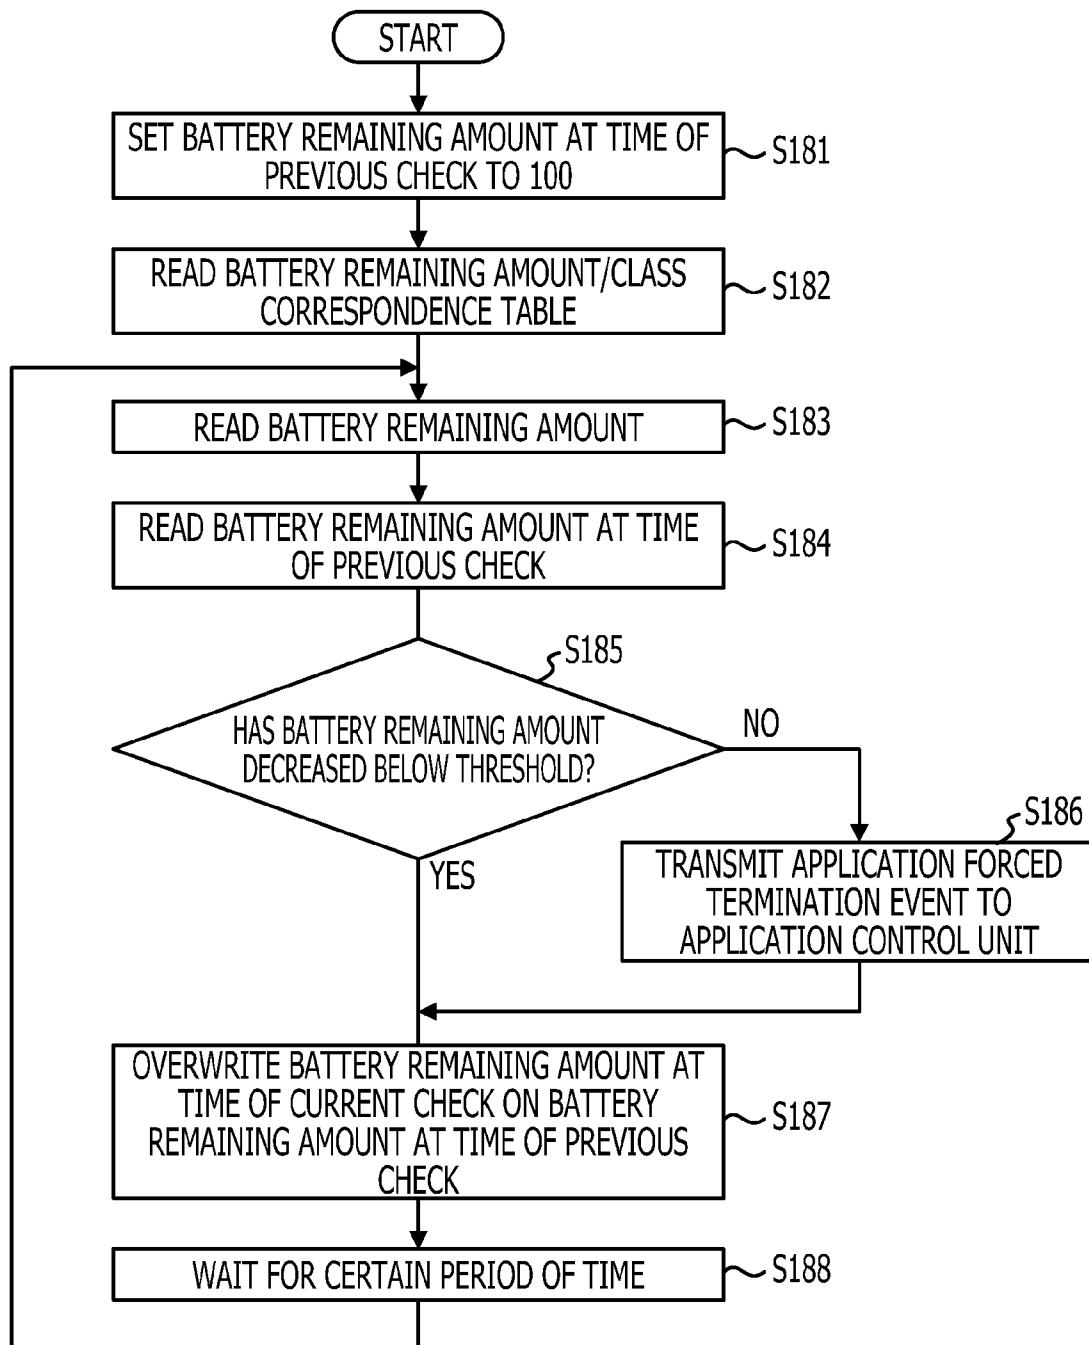 START
SET BATTERY REMAINING AMOUNT AT TIME OF
PREVIOUS CHECK TO 100
S181
READ BATTERY REMAINING AMOUNT/CLASS
CORRESPONDENCE TABLE
S182
READ BATTERY REMAINING AMOUNT
S183
READ BATTERY REMAINING AMOUNT AT TIME
OF PREVIOUS CHECK
S184
S185
HAS BATTERY REMAINING AMOUNT
DECREASED BELOW THRESHOLD?
NO
YES
S186
TRANSMIT APPLICATION FORCED
TERMINATION EVENT TO
APPLICATION CONTROL UNIT
OVERWRITE BATTERY REMAINING AMOUNT AT
TIME OF CURRENT CHECK ON BATTERY
REMAINING AMOUNT AT TIME OF PREVIOUS
CHECK
S187
WAIT FOR CERTAIN PERIOD OF TIME
S188